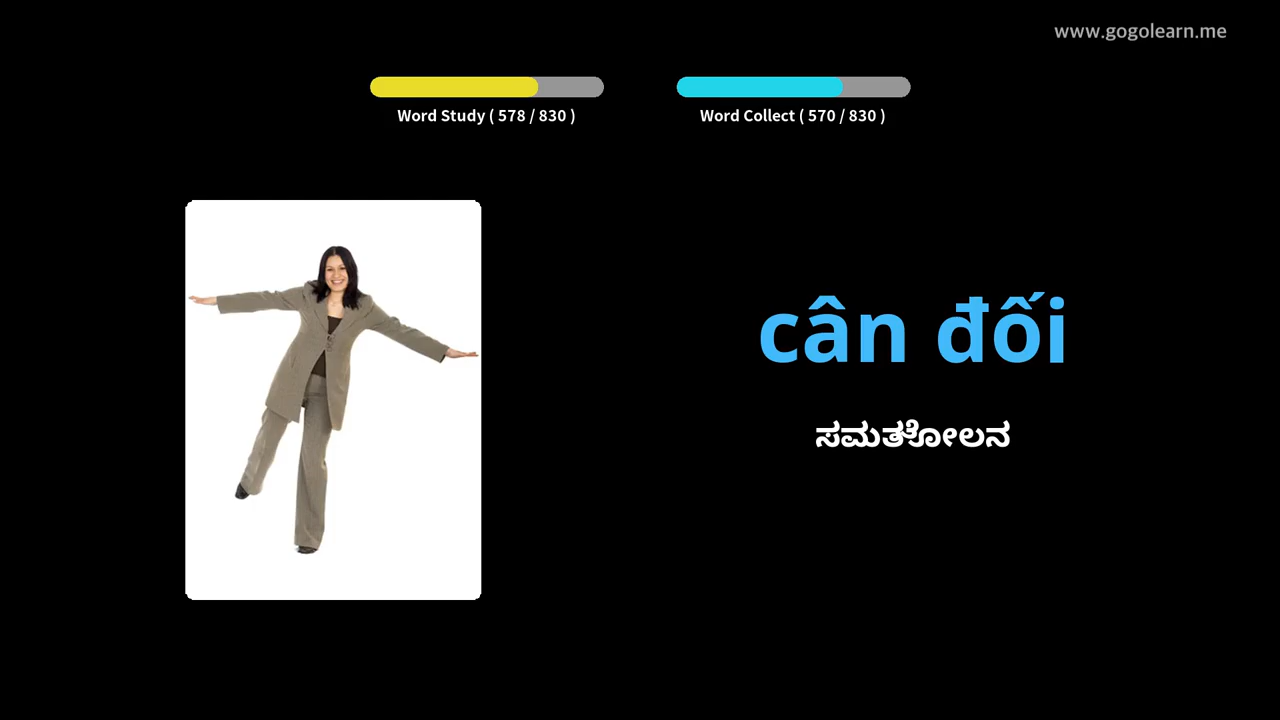 www.gogolearn.me
Word Study ( 578 / 830 )
Word Collect ( 570 / 830 )
cân đối
ಸಮತೋಲನ